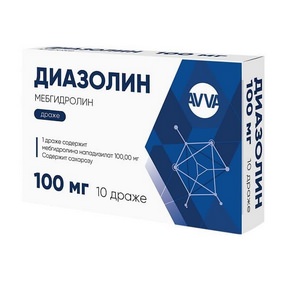 ДИАЗОЛИН
МЕБГИДРОЛИН
драже
AVVA
1 драже содержит
мебгидролина нападизилат 100,00 мг
Содержит сахарозу
100 мг 10 драже
ДИАЗОЛИН
100 МГ
10 драже